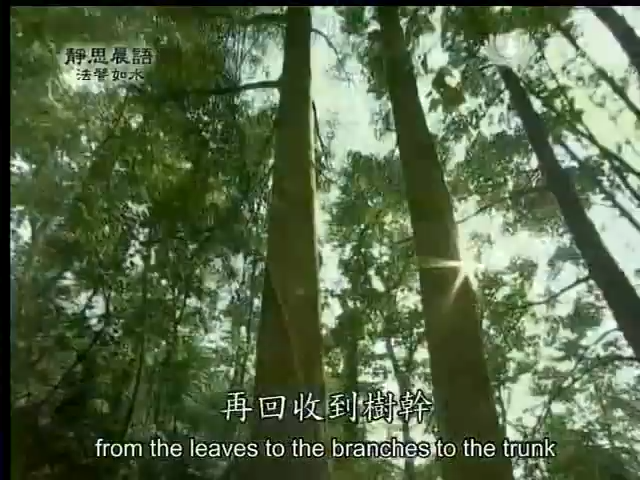 靜思晨語
法譬如水
再回收到樹幹
from the leaves to the branches to the trunk